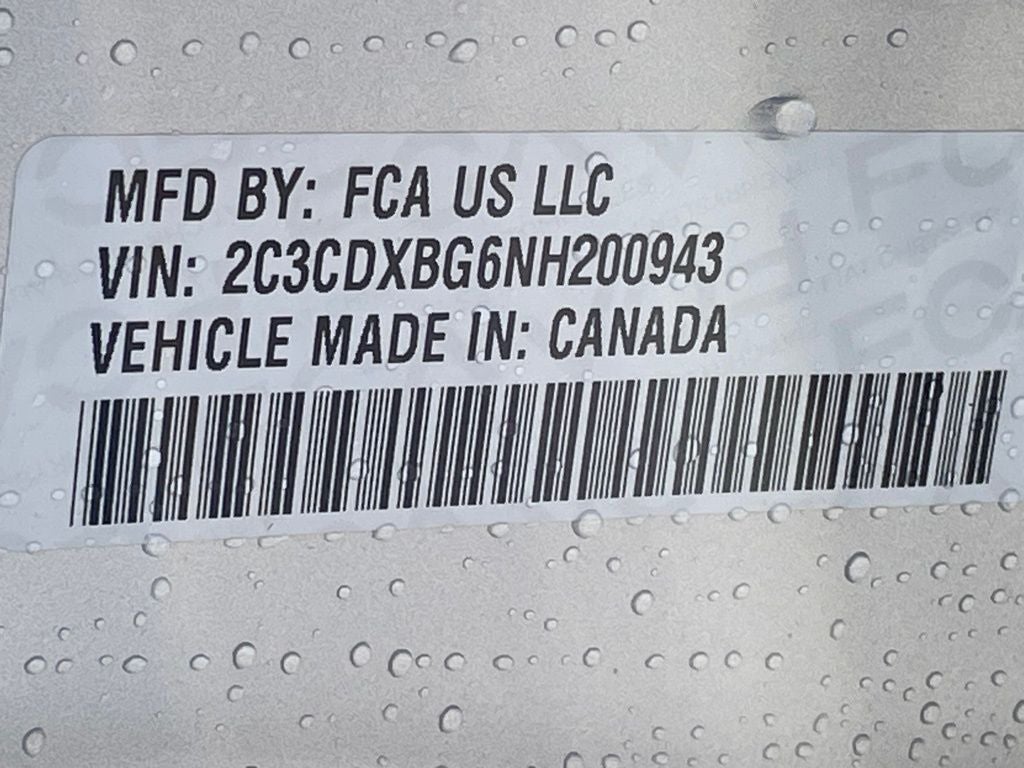 MFD BY: FCA US LLC
VIN: 2C3CDXBG6NH200943
VEHICLE MADE IN: CANADA